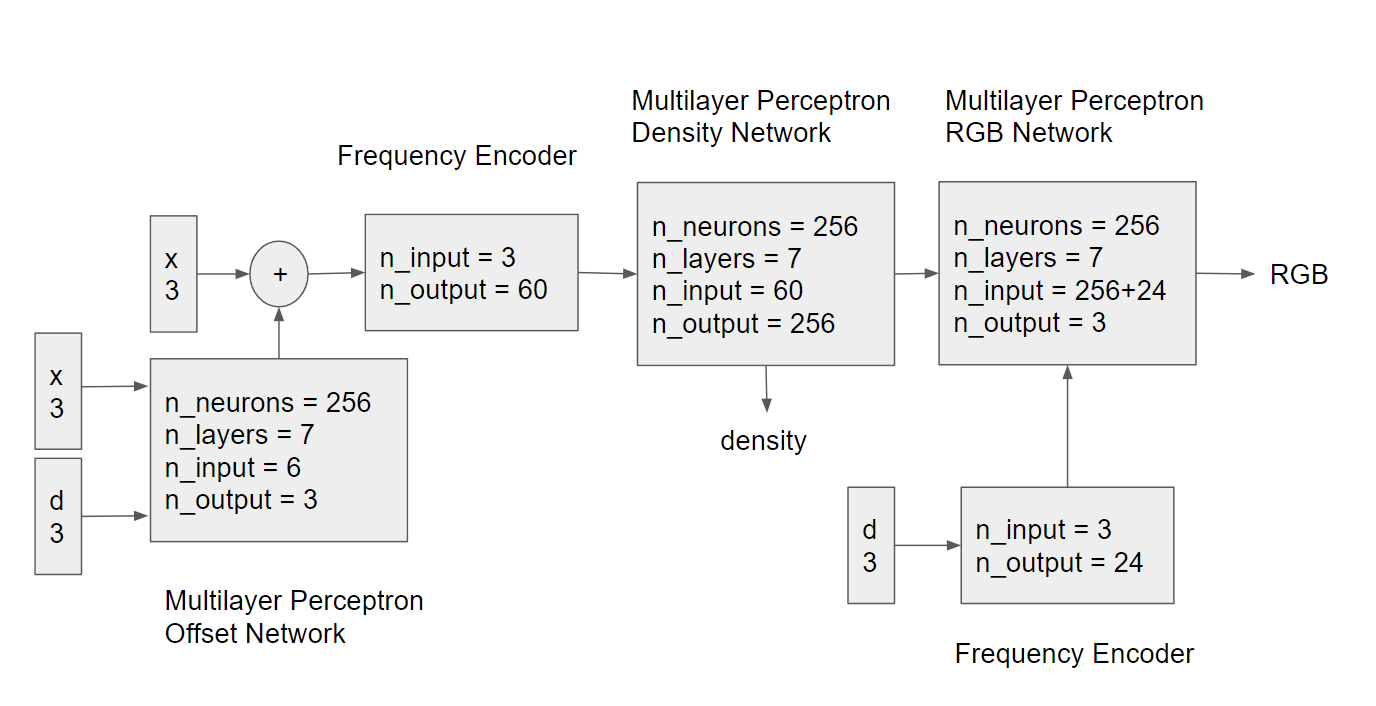 Multilayer Perceptron
Density Network
Multilayer Perceptron
RGB Network
Frequency Encoder
x
3
+
n_input = 3
n_output = 60
n_neurons = 256
n_layers = 7
n_input = 60
n_output = 256
n_neurons = 256
n_layers = 7
n_input = 256+24
n_output = 3
RGB
x
3
d
3
n_neurons = 256
n_layers = 7
n_input = 6
n_output = 3
density
d
3
n_input = 3
n_output = 24
Multilayer Perceptron
Offset Network
Frequency Encoder